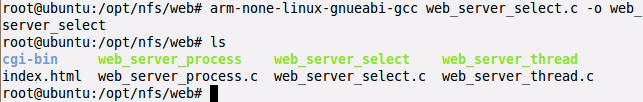 root@ubuntu:/opt/nfs/web# arm-none-linux-gnueabi-gcc web_server_select.c -o web_
server_select
root@ubuntu:/opt/nfs/web# ls
cgi-bin web_server_process web_server_select web_server_thread
index.html web_server_process.c web_server_select.c web_server_thread.c
root@ubuntu:/opt/nfs/web#